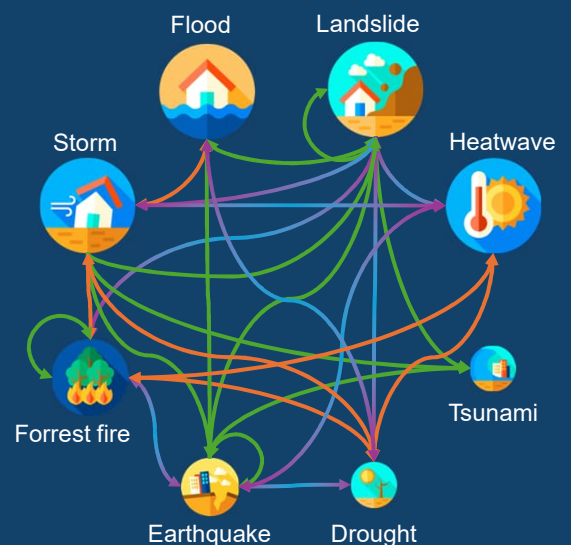 Flood
Landslide
Storm
Heatwave
Forrest fire
Tsunami
Earthquake
Drought